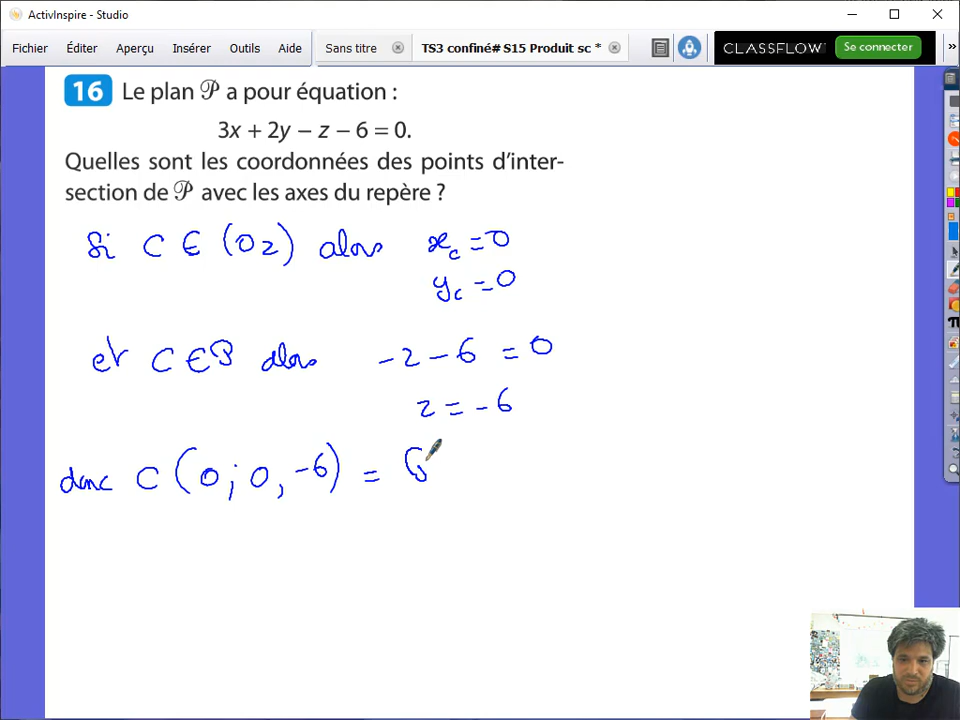 ActivInspire - Studio
Fichier Éditer Aperçu Insérer Outils Aide Sans titre TS3 confiné# S15 Produit sc * CLASSFLOW Se connecter »
16 Le plan 𝒫 a pour équation :
3x + 2y − z − 6 = 0.
Quelles sont les coordonnées des points d'inter-
section de 𝒫 avec les axes du repère ?
Si C ∈ (Oz) alors x_c = 0
y_c = 0
et C ∈ P alors -z - 6 = 0
z = -6
donc C (0; 0, -6) =